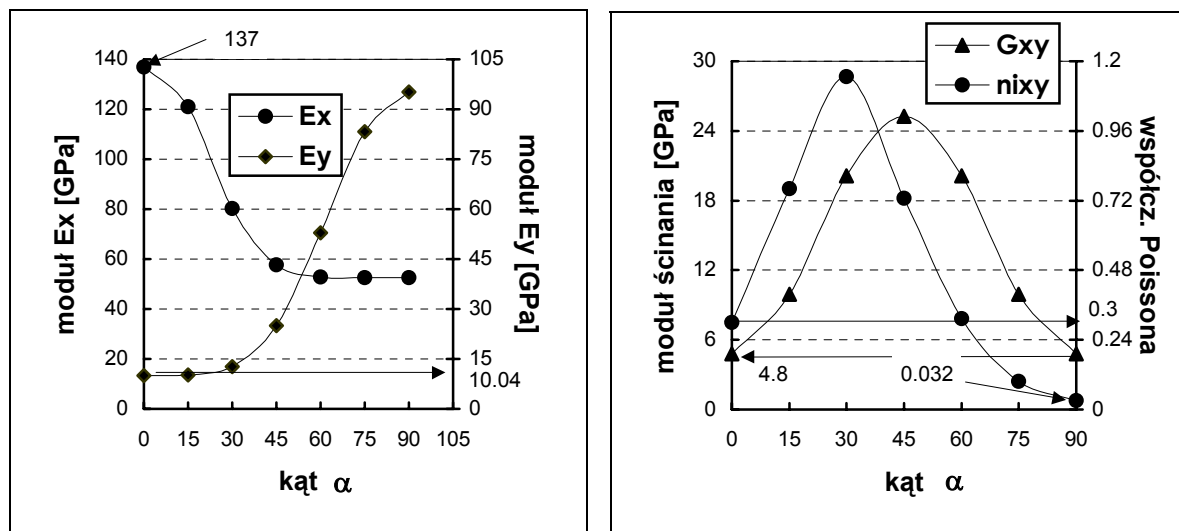 137
140
120
100
80
60
40
20
0
moduł Ex [GPa]
Ex
Ey
105
90
75
60
45
30
15
10.04
0
moduł Ey [GPa]
0 15 30 45 60 75 90 105
kąt α
30
24
18
12
6
0
moduł ścinania [GPa]
Gxy
nixy
1.2
0.96
0.72
0.48
0.3
0.24
0
współcz. Poissona
4.8
0.032
0 15 30 45 60 75 90
kąt α